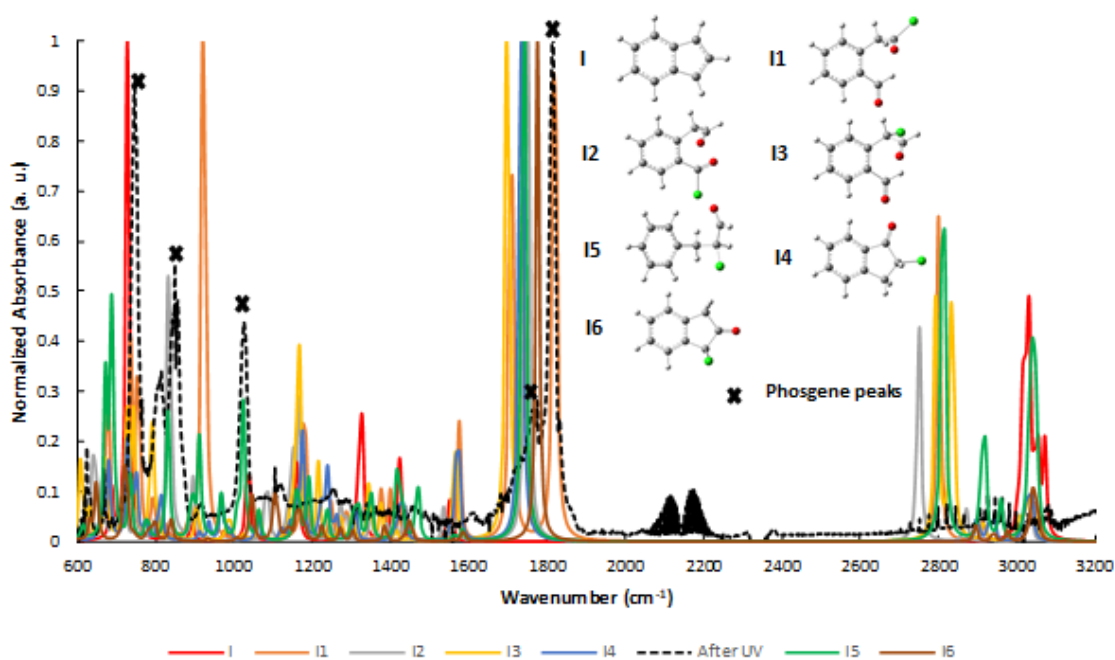 Normalized Absorbance (a. u.)
1
0.9
0.8
0.7
0.6
0.5
0.4
0.3
0.2
0.1
0
600 800 1000 1200 1400 1600 1800 2000 2200 2400 2600 2800 3000 3200
Wavenumber (cm⁻¹)
I I1
I2 I3
I5 I4
I6
Phosgene peaks
I I1 I2 I3 I4 After UV I5 I6